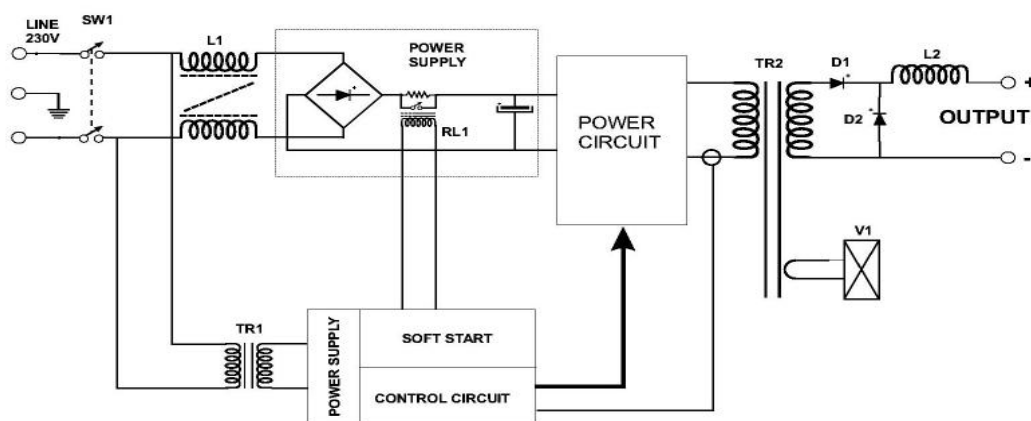 LINE
230V
SW1
L1
POWER
SUPPLY
RL1
POWER
CIRCUIT
TR2
D1
L2
D2
+
OUTPUT
-
V1
TR1
POWER SUPPLY
SOFT START
CONTROL CIRCUIT